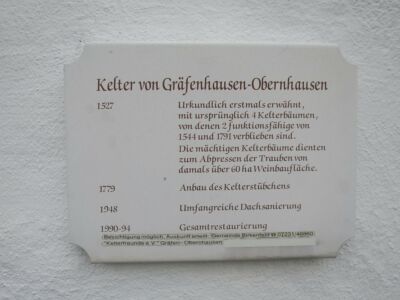 Kelter von Gräfenhausen-Obernhausen
1527 Urkundlich erstmals erwähnt,
mit ursprünglich 4 Kelterbäumen,
von denen 2 funktionsfähige von
1544 und 1791 verblieben sind.
Die mächtigen Kelterbäume dienten
zum Abpressen der Trauben von
damals über 60 ha Weinbaufläche.
1779 Anbau des Kelterstübchens
1948 Umfangreiche Dachsanierung
1990-94 Gesamtrestaurierung
Besichtigung möglich, Auskunft erteilt: Gemeinde Birkenfeld ☎ 07231/48860
"Kelterfreunde e.V." Gräfen- Obernhausen